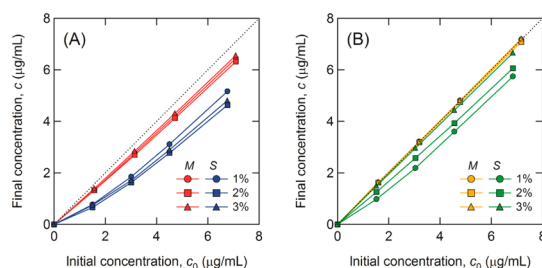 (A)
Final concentration, c (µg/mL)
8
6
4
2
0
M S
1%
2%
3%
0 2 4 6 8
Initial concentration, c₀ (µg/mL)
(B)
Final concentration, c (µg/mL)
8
6
4
2
0
M S
1%
2%
3%
0 2 4 6 8
Initial concentration, c₀ (µg/mL)